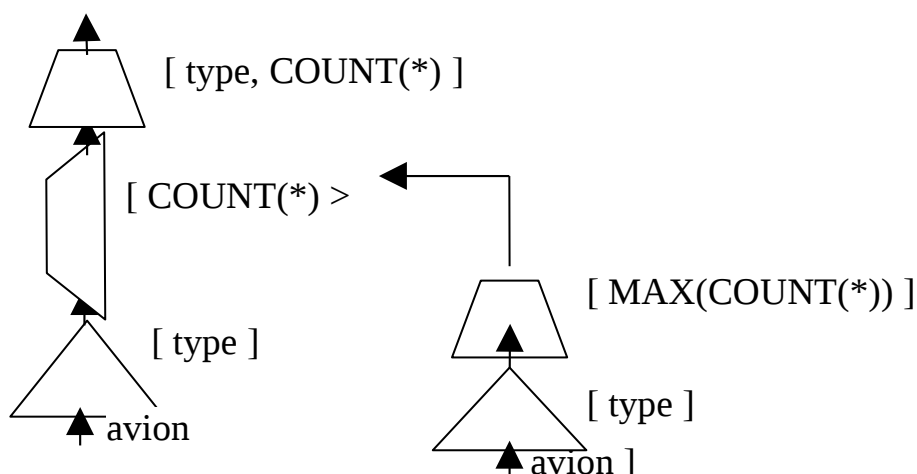 [ type, COUNT(*) ]
[ COUNT(*) >
[ MAX(COUNT(*)) ]
[ type ]
[ type ]
avion
avion ]